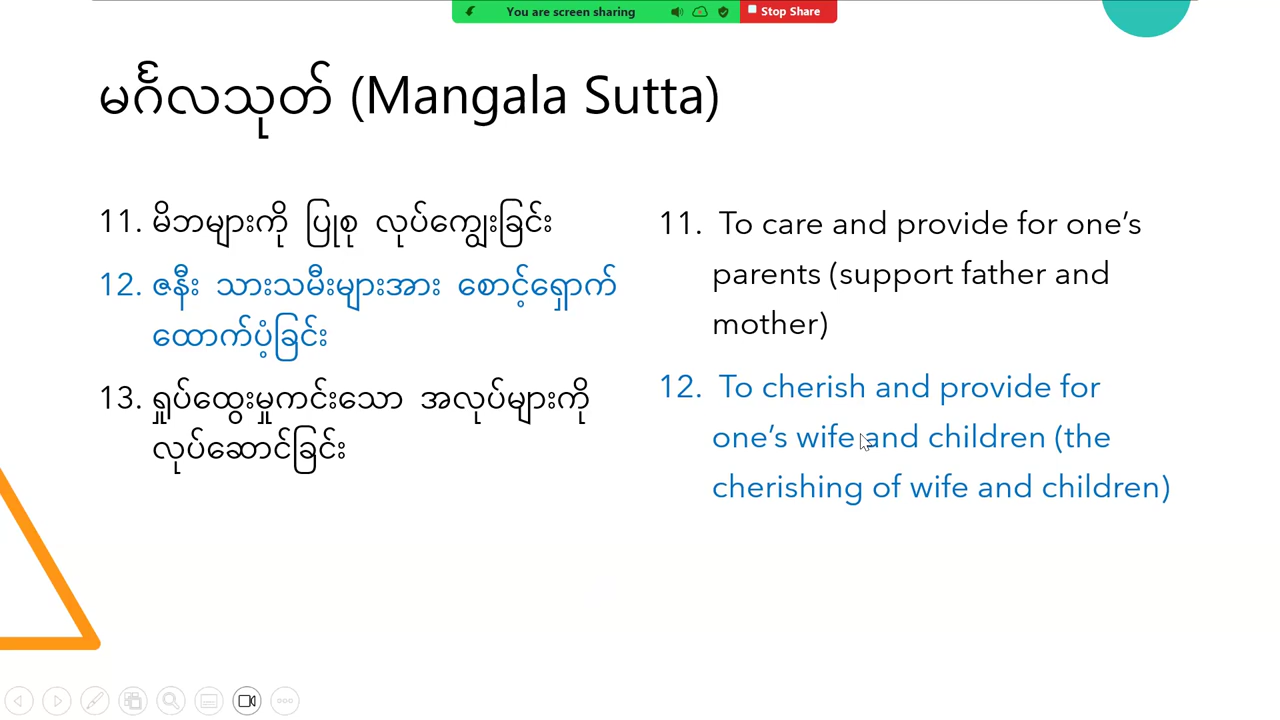 You are screen sharing
Stop Share
မင်္ဂလသုတ် (Mangala Sutta)
11. မိဘများကို ပြုစု လုပ်ကျွေးခြင်း
12. ဇနီး သားသမီးများအား စောင့်ရှောက်
ထောက်ပံ့ခြင်း
13. ရှုပ်ထွေးမှုကင်းသော အလုပ်များကို
လုပ်ဆောင်ခြင်း
11. To care and provide for one’s
parents (support father and
mother)
12. To cherish and provide for
one’s wife and children (the
cherishing of wife and children)